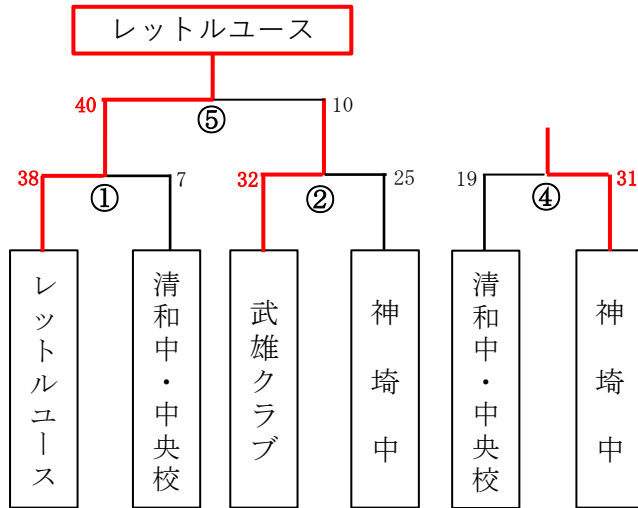 レットルユース
40
10
⑤
38
7
32
25
19
31
①
②
④
レットルユース
清和中・中央校
武雄クラブ
神埼中
清和中・中央校
神埼中